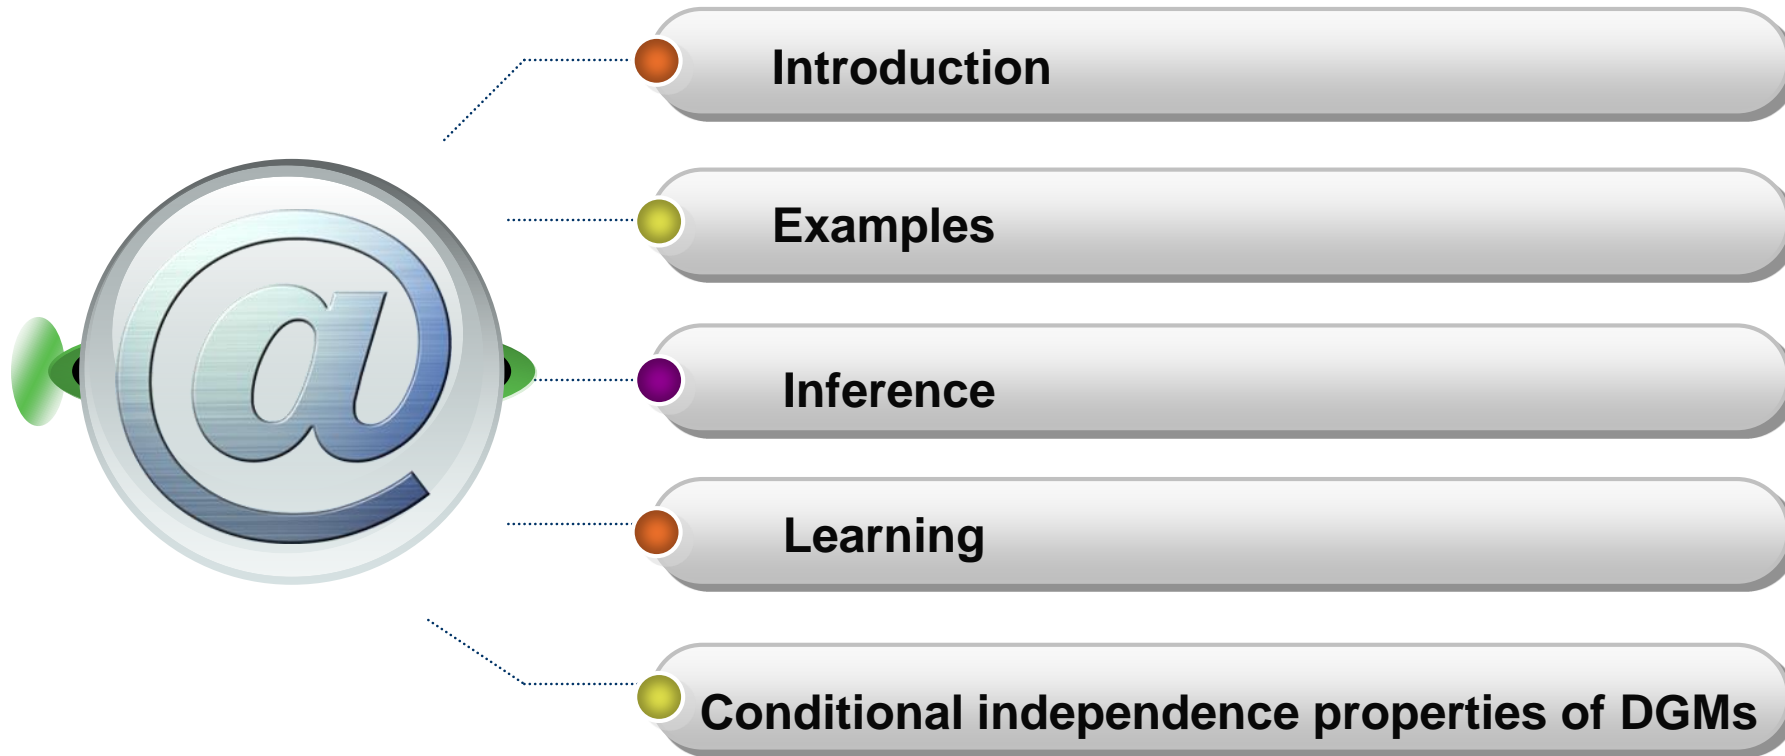 Introduction
Examples
@
Inference
Learning
Conditional independence properties of DGMs